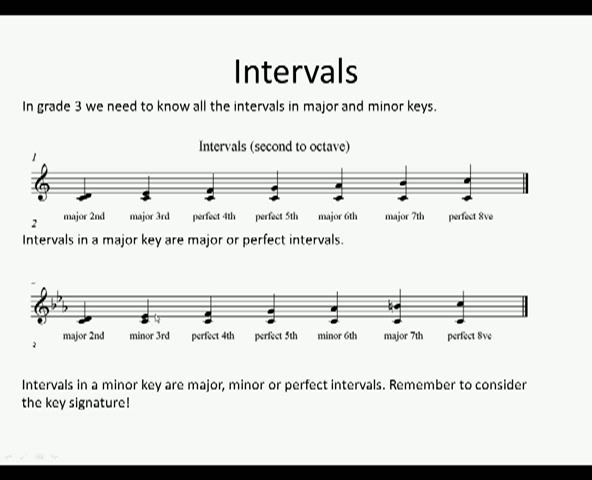 Intervals
In grade 3 we need to know all the intervals in major and minor keys.
Intervals (second to octave)
1
major 2nd minor 3rd perfect 4th perfect 5th major 6th major 7th perfect 8ve
2
Intervals in a major key are major or perfect intervals.
major 2nd minor 3rd perfect 4th perfect 5th minor 6th major 7th perfect 8ve
2
Intervals in a minor key are major, minor or perfect intervals. Remember to consider
the key signature!